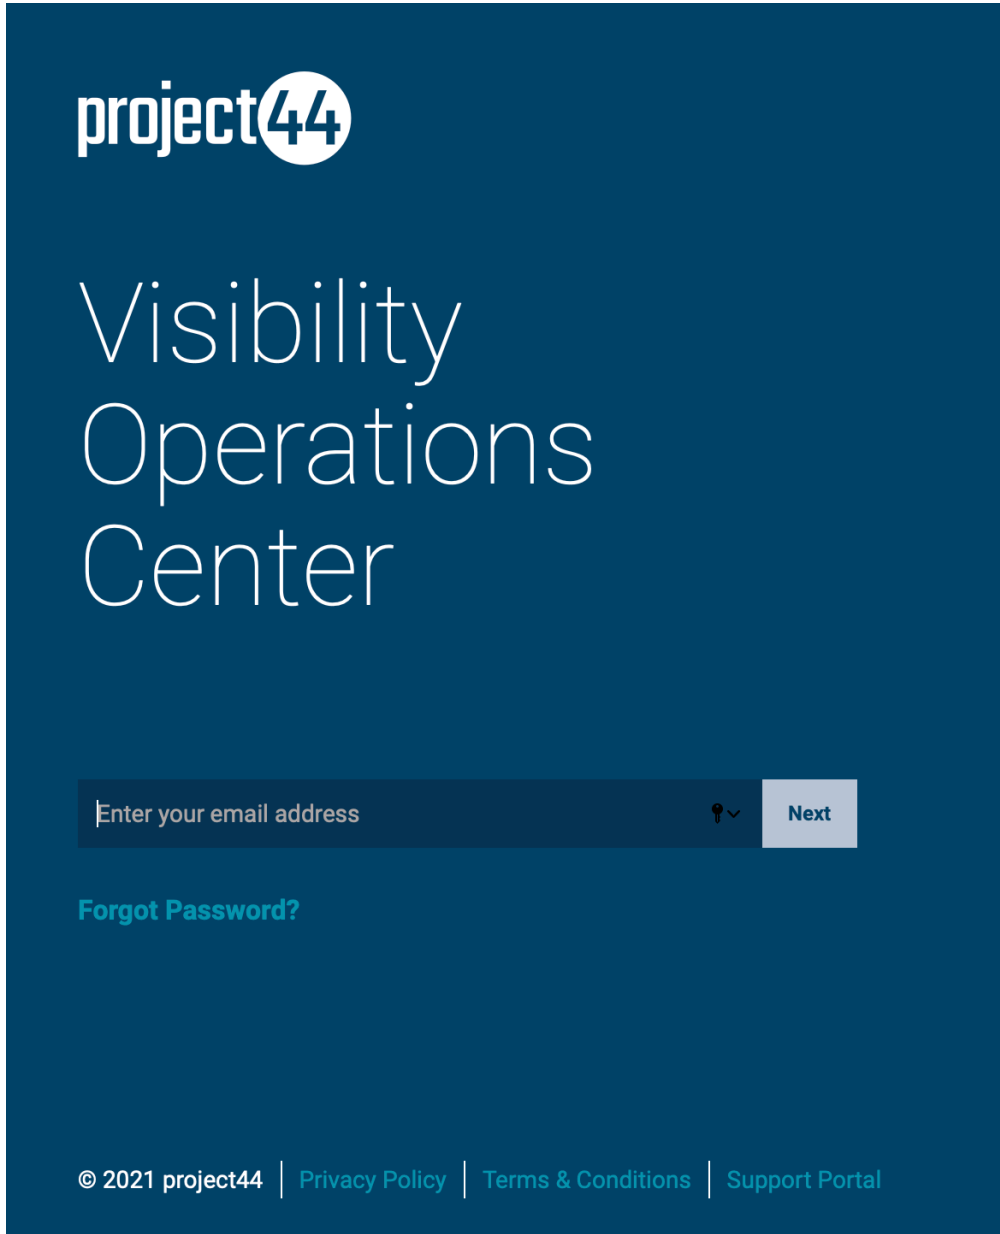 project44
Visibility
Operations
Center
Enter your email address
Next
Forgot Password?
© 2021 project44 Privacy Policy Terms & Conditions Support Portal